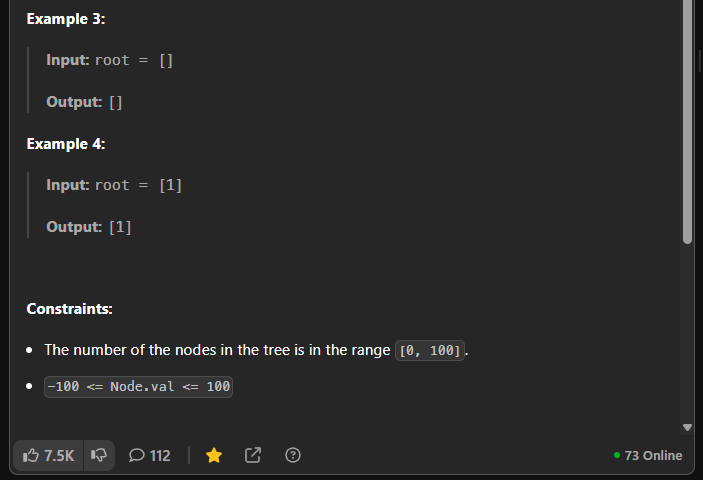 Example 3:
Input: root = []
Output: []
Example 4:
Input: root = [1]
Output: [1]
Constraints:
• The number of the nodes in the tree is in the range [0, 100].
• -100 <= Node.val <= 100
7.5K 112 73 Online